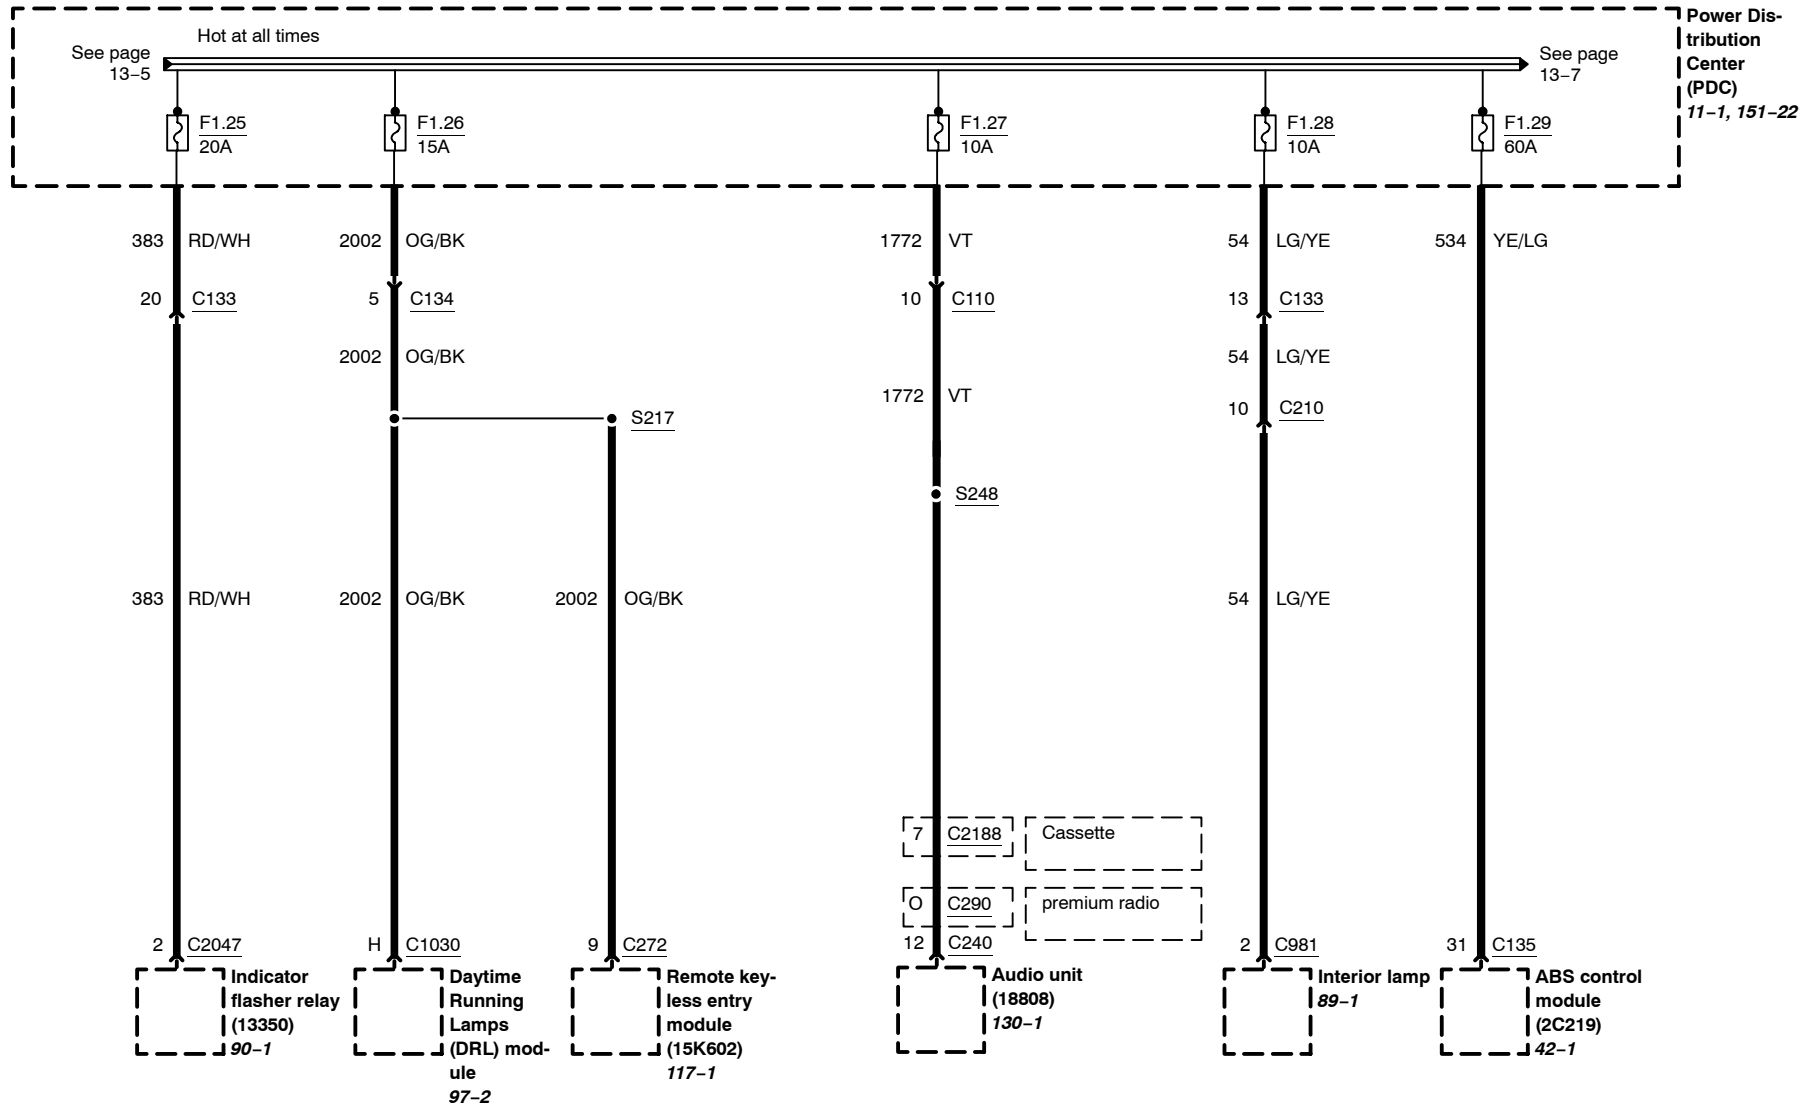 Power Dis-
tribution
Center
(PDC)
11–1, 151–22
Hot at all times
See page
13–5
See page
13–7
F1.25
20A
F1.26
15A
F1.27
10A
F1.28
10A
F1.29
60A
383 RD/WH
2002 OG/BK
1772 VT
54 LG/YE
534 YE/LG
20 C133
5 C134
10 C110
13 C133
2002 OG/BK
54 LG/YE
1772 VT
10 C210
S217
S248
383 RD/WH
2002 OG/BK
2002 OG/BK
54 LG/YE
7 C2188 Cassette
O C290 premium radio
2 C2047
H C1030
9 C272
12 C240
2 C981
31 C135
Indicator
flasher relay
(13350)
90–1
Daytime
Running
Lamps
(DRL) mod-
ule
97–2
Remote key-
less entry
module
(15K602)
117–1
Audio unit
(18808)
130–1
Interior lamp
89–1
ABS control
module
(2C219)
42–1